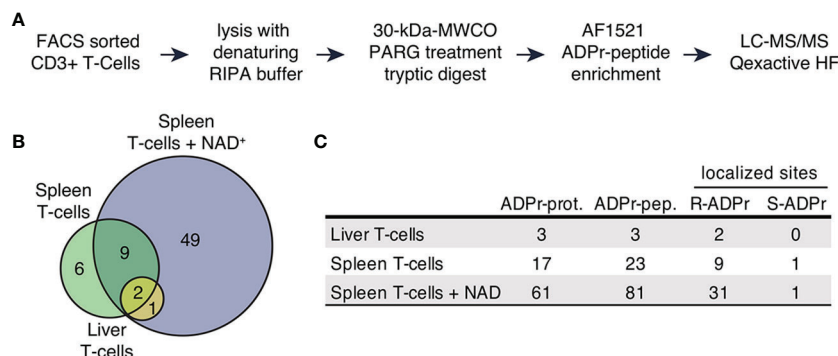 A
FACS sorted
CD3+ T-Cells
lysis with
denaturing
RIPA buffer
30-kDa-MWCO
PARG treatment
tryptic digest
AF1521
ADPr-peptide
enrichment
LC-MS/MS
Qexactive HF
B
Spleen
T-cells + NAD⁺
Spleen
T-cells
6
9
49
2
1
Liver
T-cells
C
localized sites
ADPr-prot. ADPr-pep. R-ADPr S-ADPr
Liver T-cells 3 3 2 0
Spleen T-cells 17 23 9 1
Spleen T-cells + NAD 61 81 31 1